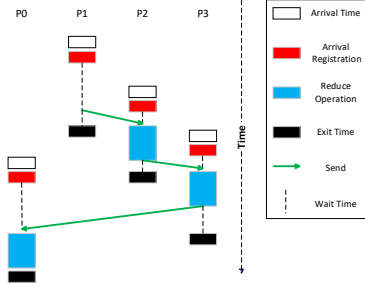 P0 P1 P2 P3
Arrival Time
Arrival
Registration
Reduce
Operation
Time
Exit Time
Send
Wait Time